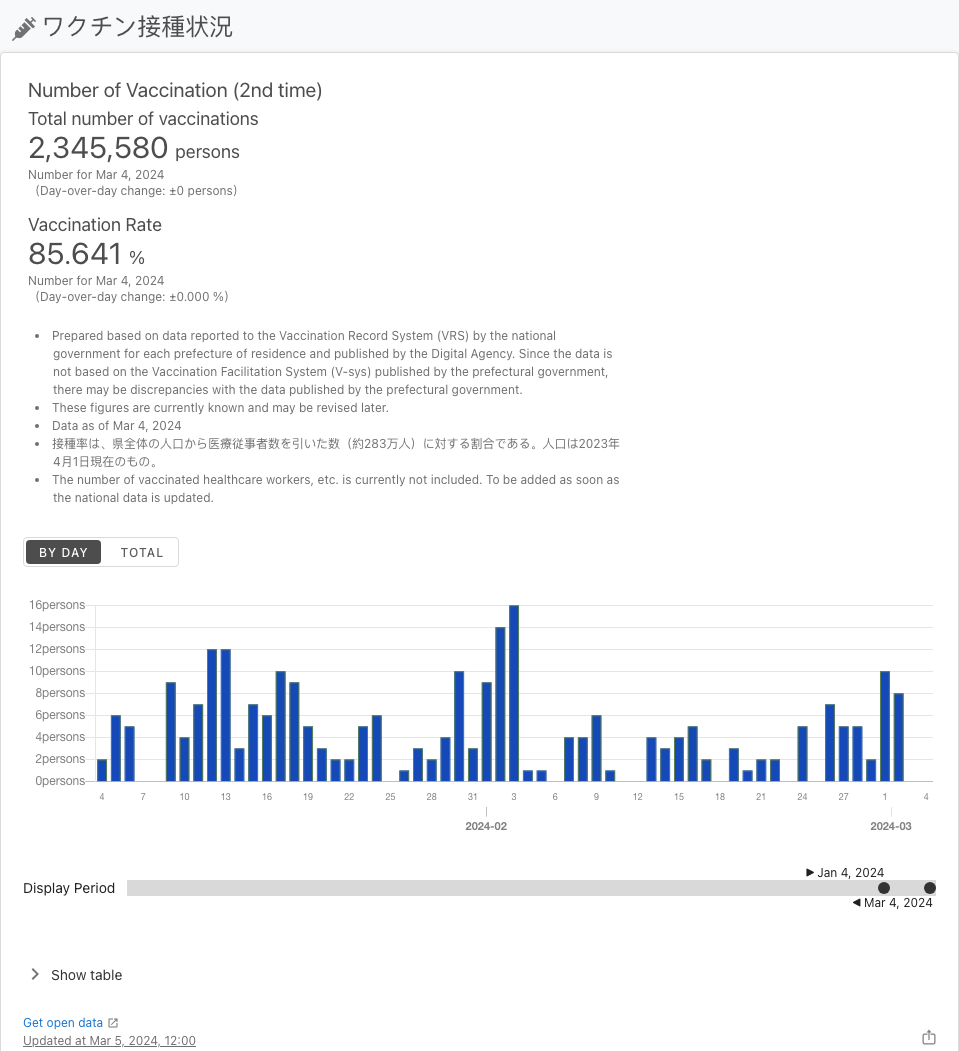 ワクチン接種状況
Number of Vaccination (2nd time)
Total number of vaccinations
2,345,580 persons
Number for Mar 4, 2024
(Day-over-day change: ±0 persons)
Vaccination Rate
85.641 %
Number for Mar 4, 2024
(Day-over-day change: ±0.000 %)
• Prepared based on data reported to the Vaccination Record System (VRS) by the national
government for each prefecture of residence and published by the Digital Agency. Since the data is
not based on the Vaccination Facilitation System (V-sys) published by the prefectural government,
there may be discrepancies with the data published by the prefectural government.
• These figures are currently known and may be revised later.
• Data as of Mar 4, 2024
• 接種率は、県全体の人口から医療従事者数を引いた数（約283万人）に対する割合である。人口は2023年
4月1日現在のもの。
• The number of vaccinated healthcare workers, etc. is currently not included. To be added as soon as
the national data is updated.
BY DAY TOTAL
16persons
14persons
12persons
10persons
8persons
6persons
4persons
2persons
0persons
4 7 10 13 16 19 22 25 28 31 3 6 9 12 15 18 21 24 27 1 4
2024-02 2024-03
▶ Jan 4, 2024
Display Period
◀ Mar 4, 2024
Show table
Get open data
Updated at Mar 5, 2024, 12:00